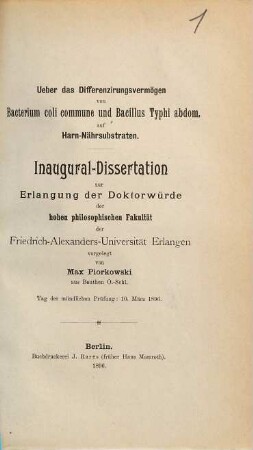 1
Ueber das Differenzirungsvermögen
von
Bacterium coli commune und Bacillus Typhi abdom.
auf
Harn-Nährsubstraten.
Inaugural-Dissertation
zur
Erlangung der Doktorwürde
der
hohen philosophischen Fakultät
der
Friedrich-Alexanders-Universität Erlangen
vorgelegt
von
Max Piorkowski
aus Beuthen O.-Schl.
Tag der mündlichen Prüfung: 10. März 1896.
Berlin.
Buchdruckerei J. (früher Hans Monroch).
1896.